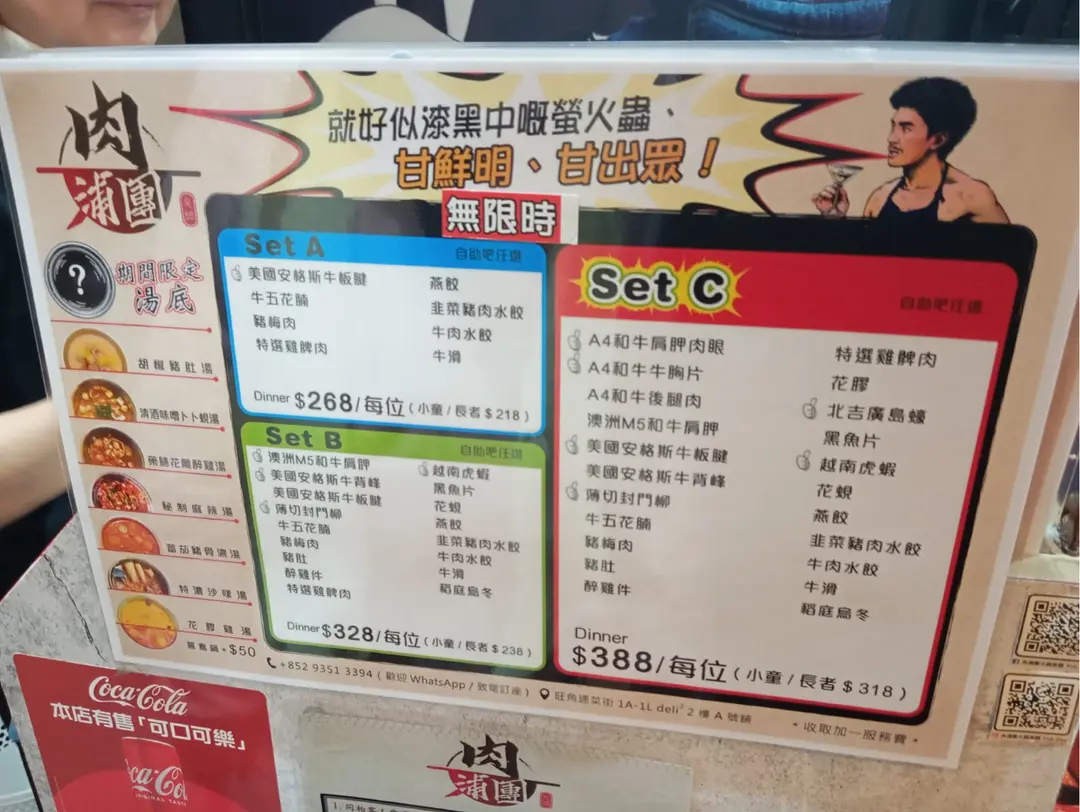 肉
浦團
就好似漆黑中嘅螢火蟲、
甘鮮明、甘出眾！
無限時
?
期間限定
湯底
胡椒豬肚湯
清酒味噌卜卜蜆湯
藥膳花雕醉雞湯
秘制麻辣湯
蕃茄豬骨濃湯
特濃沙嗲湯
花膠雞湯
鴛鴦鍋+$50
Set A 自助吧任選
美國安格斯牛板腱
牛五花腩
豬梅肉
特選雞髀肉
燕餃
韭菜豬肉水餃
牛肉水餃
牛滑
Dinner $268/每位(小童/長者$218)
Set B 自助吧任選
澳洲M5和牛肩胛
美國安格斯牛背峰
美國安格斯牛板腱
薄切封門柳
牛五花腩
豬梅肉
豬肚
醉雞件
特選雞髀肉
越南虎蝦
黑魚片
花蜆
燕餃
韭菜豬肉水餃
牛肉水餃
牛滑
稻庭烏冬
Dinner $328/每位(小童/長者$238)
Set C 自助吧任選
A4和牛肩胛肉眼
A4和牛牛胸片
A4和牛後腿肉
澳洲M5和牛肩胛
美國安格斯牛板腱
美國安格斯牛背峰
薄切封門柳
牛五花腩
豬梅肉
豬肚
醉雞件
特選雞髀肉
花膠
北吉廣島蠔
黑魚片
越南虎蝦
花蜆
燕餃
韭菜豬肉水餃
牛肉水餃
牛滑
稻庭烏冬
Dinner
$388/每位(小童/長者$318)
+852 9351 3394(歡迎WhatsApp/致電訂座) 旺角通菜街1A-1L deli² 2樓A號舖
*收取加一服務費*
Coca-Cola
本店有售「可口可樂」
ca-Co
ORIGINAL TASTE
肉
浦團